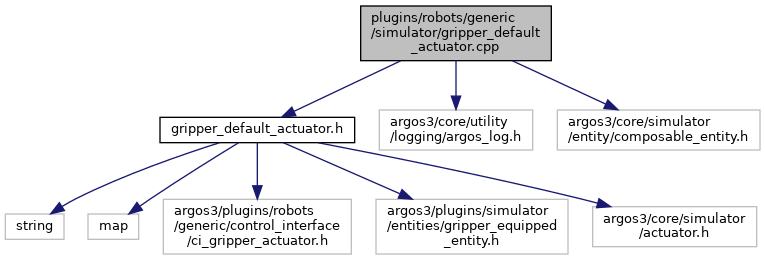 plugins/robots/generic
/simulator/gripper_default
_actuator.cpp
gripper_default_actuator.h
argos3/core/utility
/logging/argos_log.h
argos3/core/simulator
/entity/composable_entity.h
string
map
argos3/plugins/robots
/generic/control_interface
/ci_gripper_actuator.h
argos3/plugins/simulator
/entities/gripper_equipped
_entity.h
argos3/core/simulator
/actuator.h